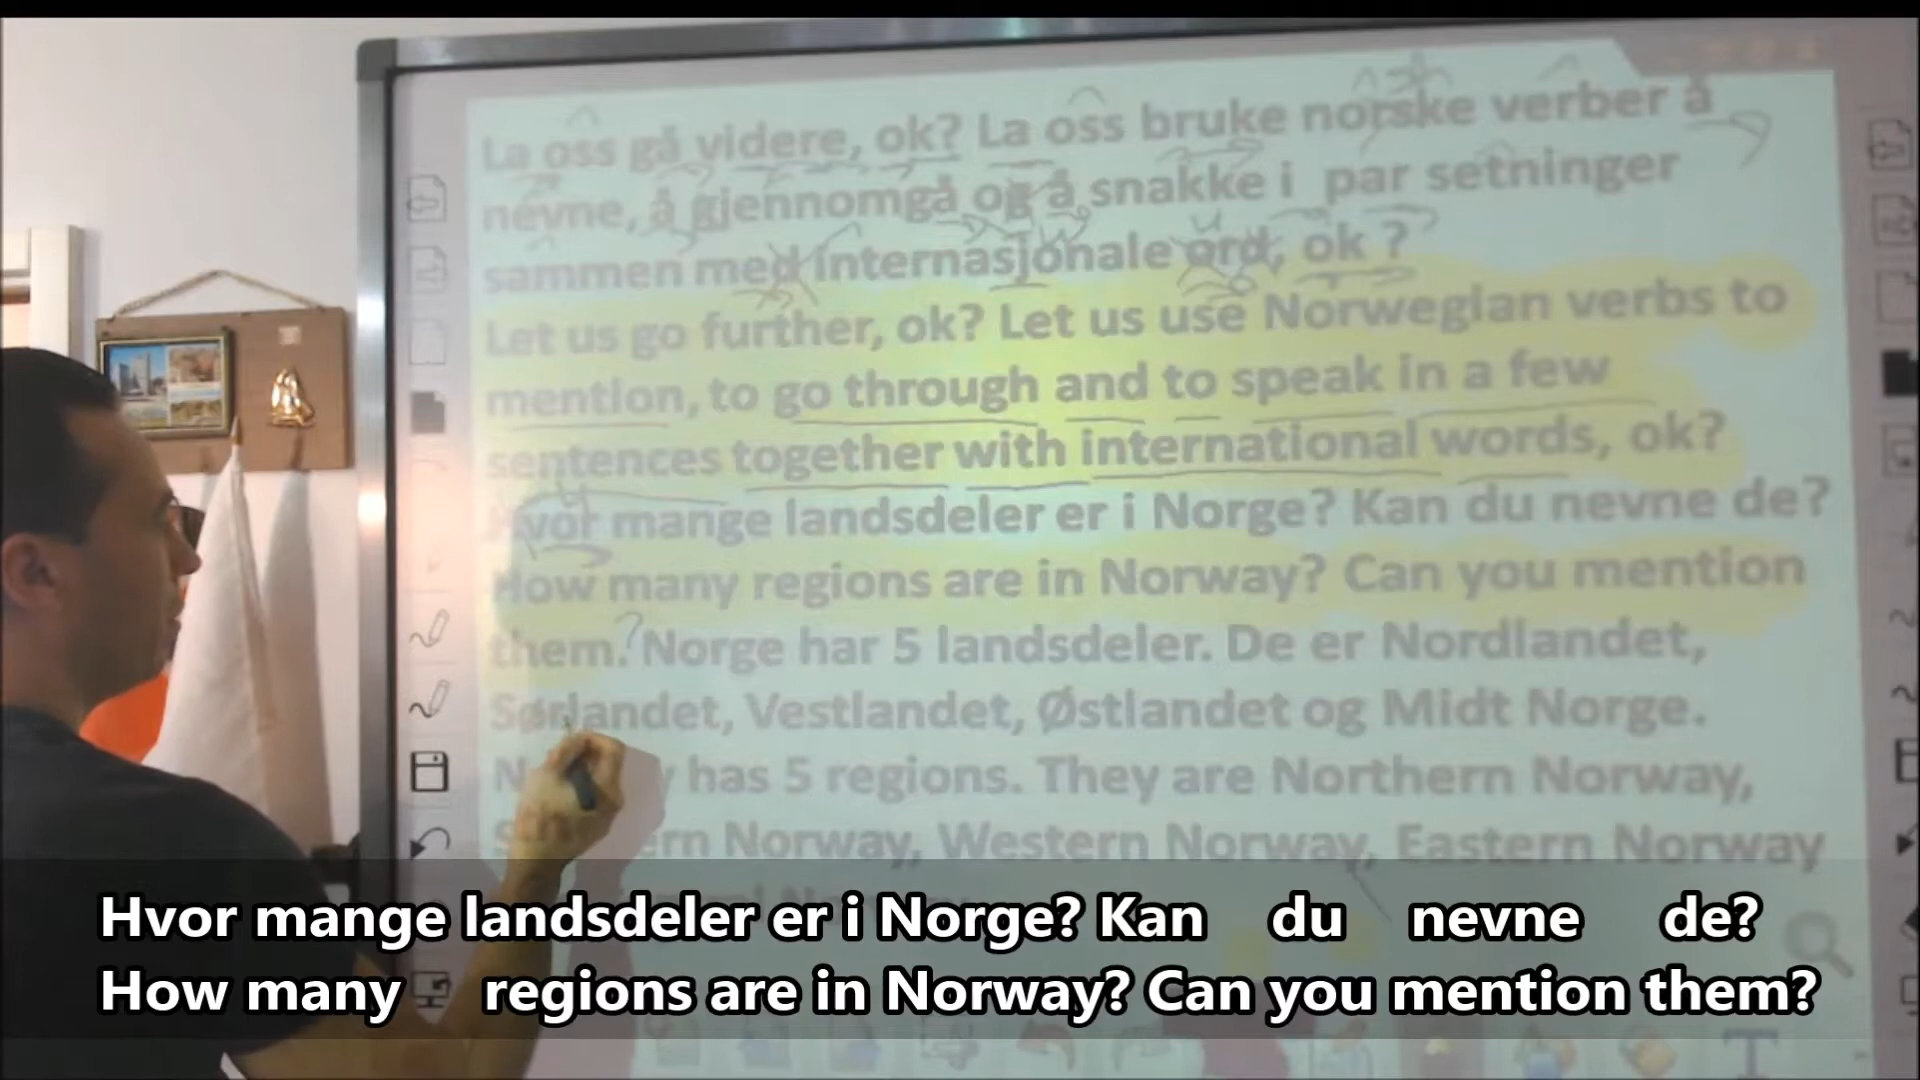 La oss gå videre, ok? La oss bruke norske verber å
nevne, å gjennomgå og å snakke i par setninger
sammen med internasjonale ord, ok ?
Let us go further, ok? Let us use Norwegian verbs to
mention, to go through and to speak in a few
sentences together with international words, ok?
Hvor mange landsdeler er i Norge? Kan du nevne de?
How many regions are in Norway? Can you mention
them.? Norge har 5 landsdeler. De er Nordlandet,
Sørlandet, Vestlandet, Østlandet og Midt Norge.
has 5 regions. They are Northern Norway,
Norway, Western Norway, Eastern Norway
Hvor mange landsdeler er i Norge? Kan du nevne de?
How many regions are in Norway? Can you mention them?